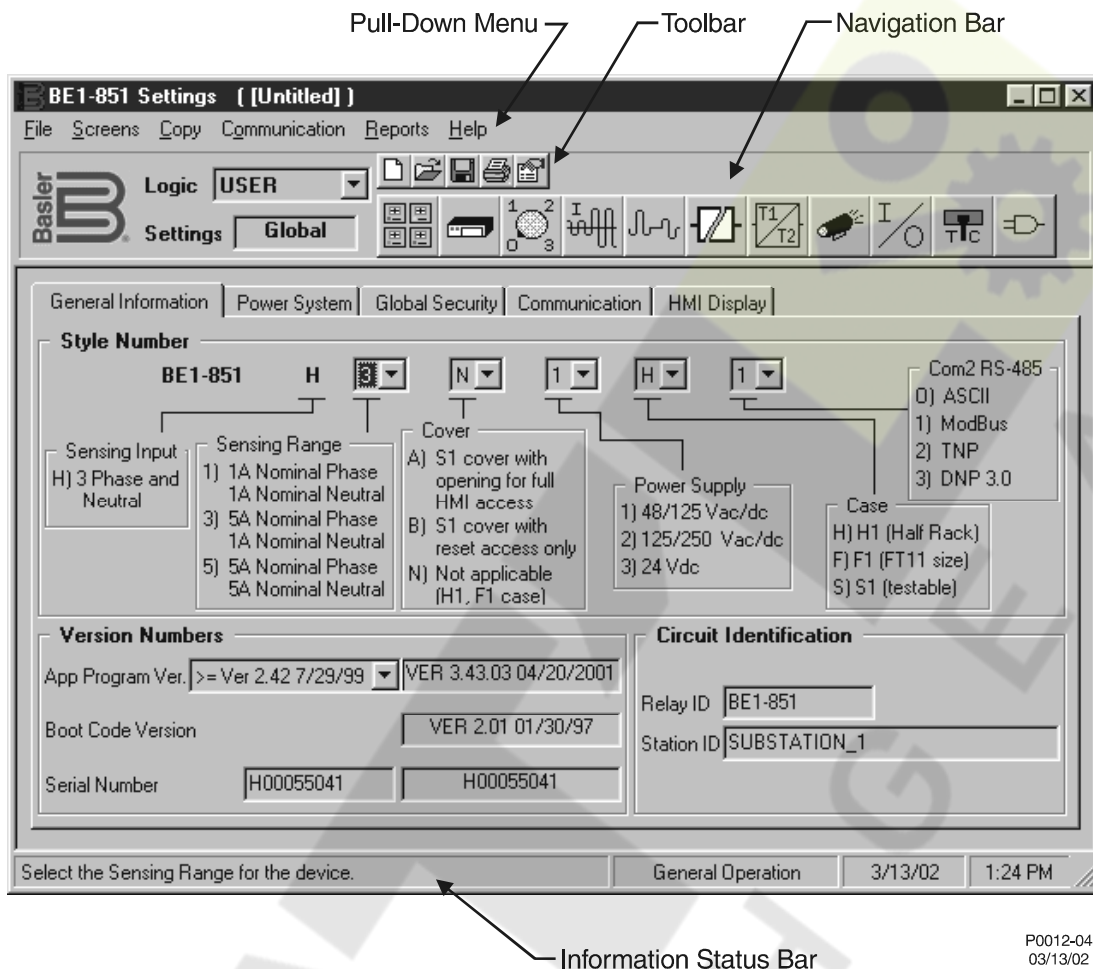 Pull-Down Menu
Toolbar
Navigation Bar
BE1-851 Settings ( [Untitled] )
File Screens Copy Communication Reports Help
Basler
Logic USER
Settings Global
1 2
0 3
I
T1
T2
I/O
T C
General Information Power System Global Security Communication HMI Display
Style Number
BE1-851 H 3 N 1 H 1
Sensing Input
H) 3 Phase and
Neutral
Sensing Range
1) 1A Nominal Phase
1A Nominal Neutral
3) 5A Nominal Phase
1A Nominal Neutral
5) 5A Nominal Phase
5A Nominal Neutral
Cover
A) S1 cover with
opening for full
HMI access
B) S1 cover with
reset access only
N) Not applicable
(H1, F1 case)
Power Supply
1) 48/125 Vac/dc
2) 125/250 Vac/dc
3) 24 Vdc
Case
H) H1 (Half Rack)
F) F1 (FT11 size)
S) S1 (testable)
Com2 RS-485
0) ASCII
1) ModBus
2) TNP
3) DNP 3.0
Version Numbers
App Program Ver. >= Ver 2.42 7/29/99 VER 3.43.03 04/20/2001
Boot Code Version VER 2.01 01/30/97
Serial Number H00055041 H00055041
Circuit Identification
Relay ID BE1-851
Station ID SUBSTATION_1
Select the Sensing Range for the device. General Operation 3/13/02 1:24 PM
Information Status Bar
P0012-04
03/13/02